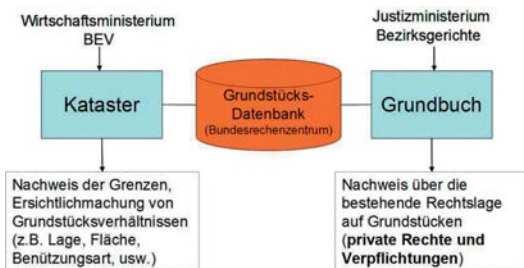 Wirtschaftsministerium
BEV
Justizministerium
Bezirksgerichte
Kataster
Grundstücks-
Datenbank
(Bundesrechenzentrum)
Grundbuch
Nachweis der Grenzen,
Ersichtlichmachung von
Grundstücksverhältnissen
(z.B. Lage, Fläche,
Benützungsart, usw.)
Nachweis über die
bestehende Rechtslage
auf Grundstücken
(private Rechte und
Verpflichtungen)